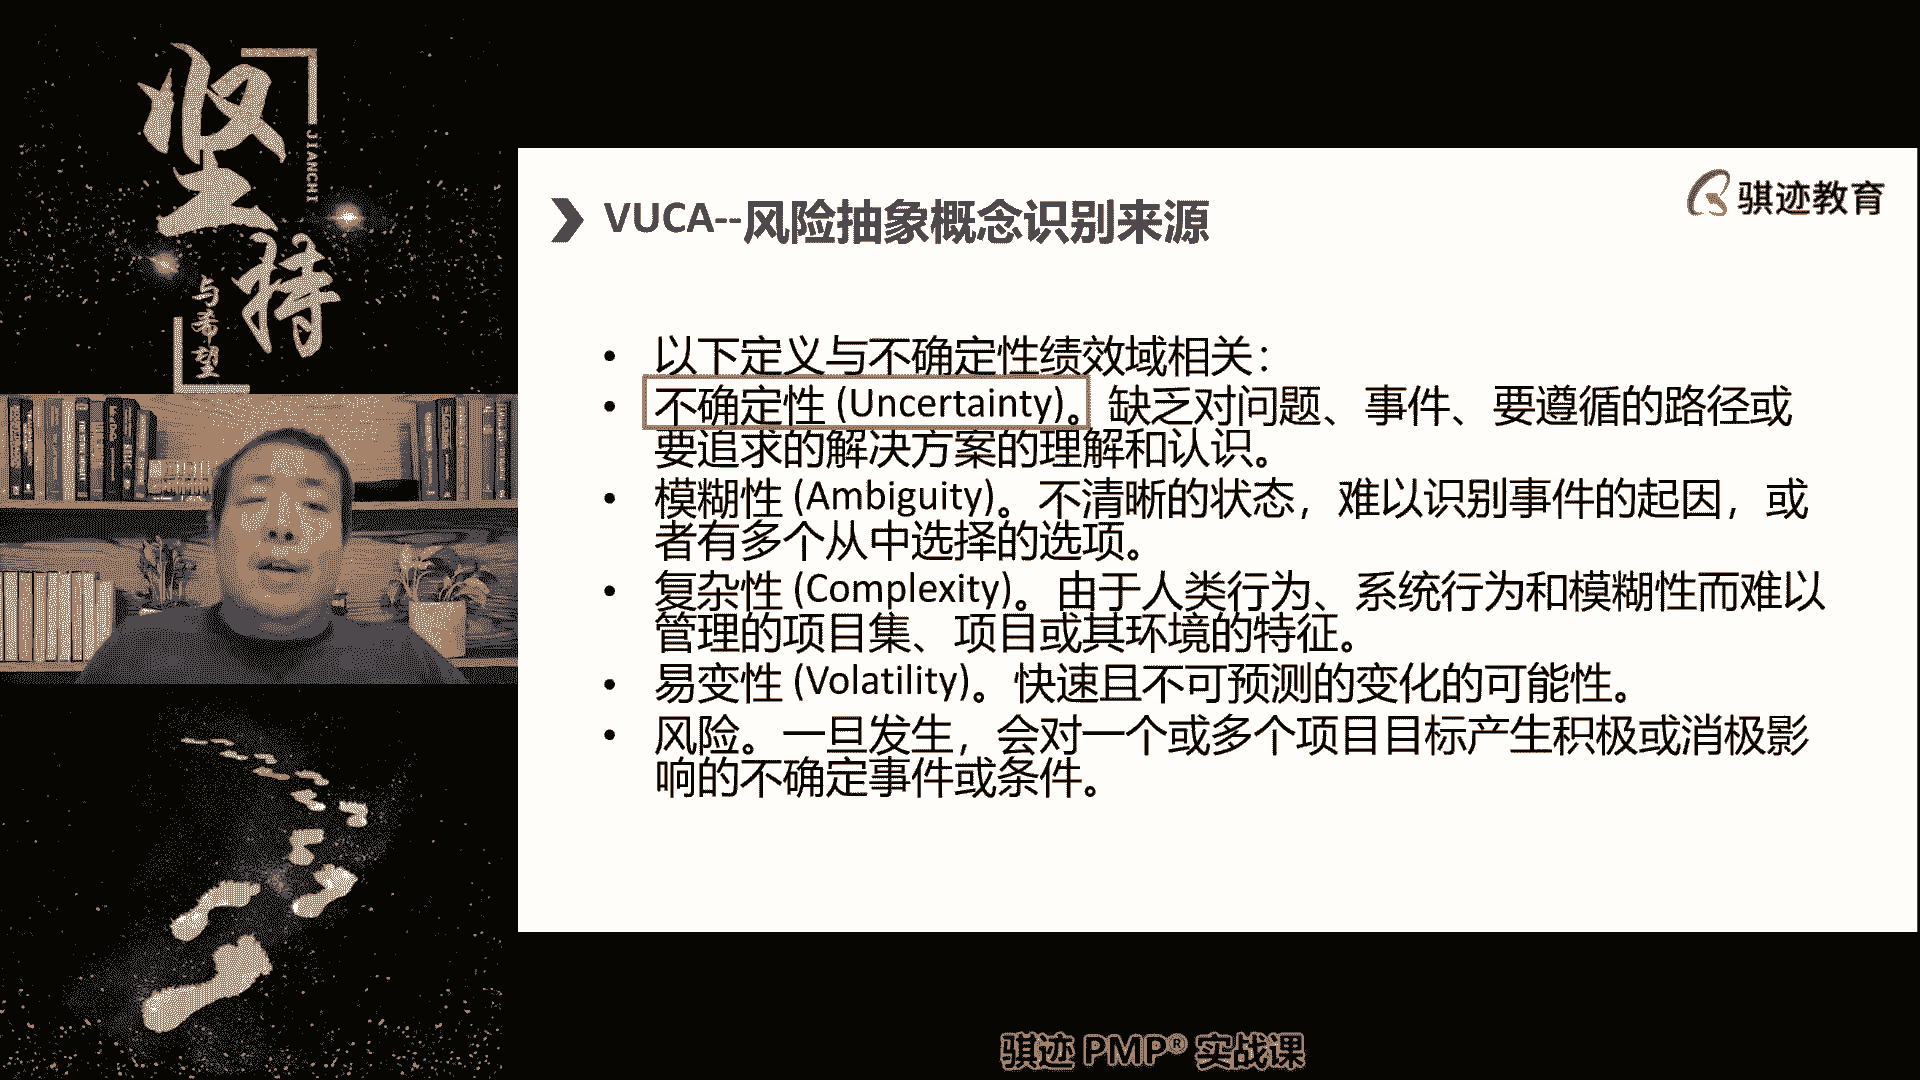 坚持
JIANCHI
与希望
骐迹教育
VUCA--风险抽象概念识别来源
• 以下定义与不确定性绩效域相关：
• 不确定性 (Uncertainty)。缺乏对问题、事件、要遵循的路径或
要追求的解决方案的理解和认识。
• 模糊性 (Ambiguity)。不清晰的状态，难以识别事件的起因，或
者有多个从中选择的选项。
• 复杂性 (Complexity)。由于人类行为、系统行为和模糊性而难以
管理的项目集、项目或其环境的特征。
• 易变性 (Volatility)。快速且不可预测的变化的可能性。
• 风险。一旦发生，会对一个或多个项目目标产生积极或消极影
响的不确定事件或条件。
骐迹 PMP® 实战课